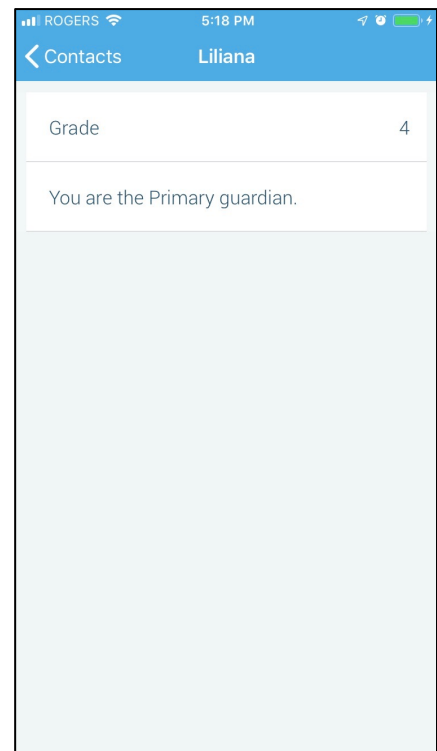 ROGERS 5:18 PM
Contacts Liliana
Grade 4
You are the Primary guardian.